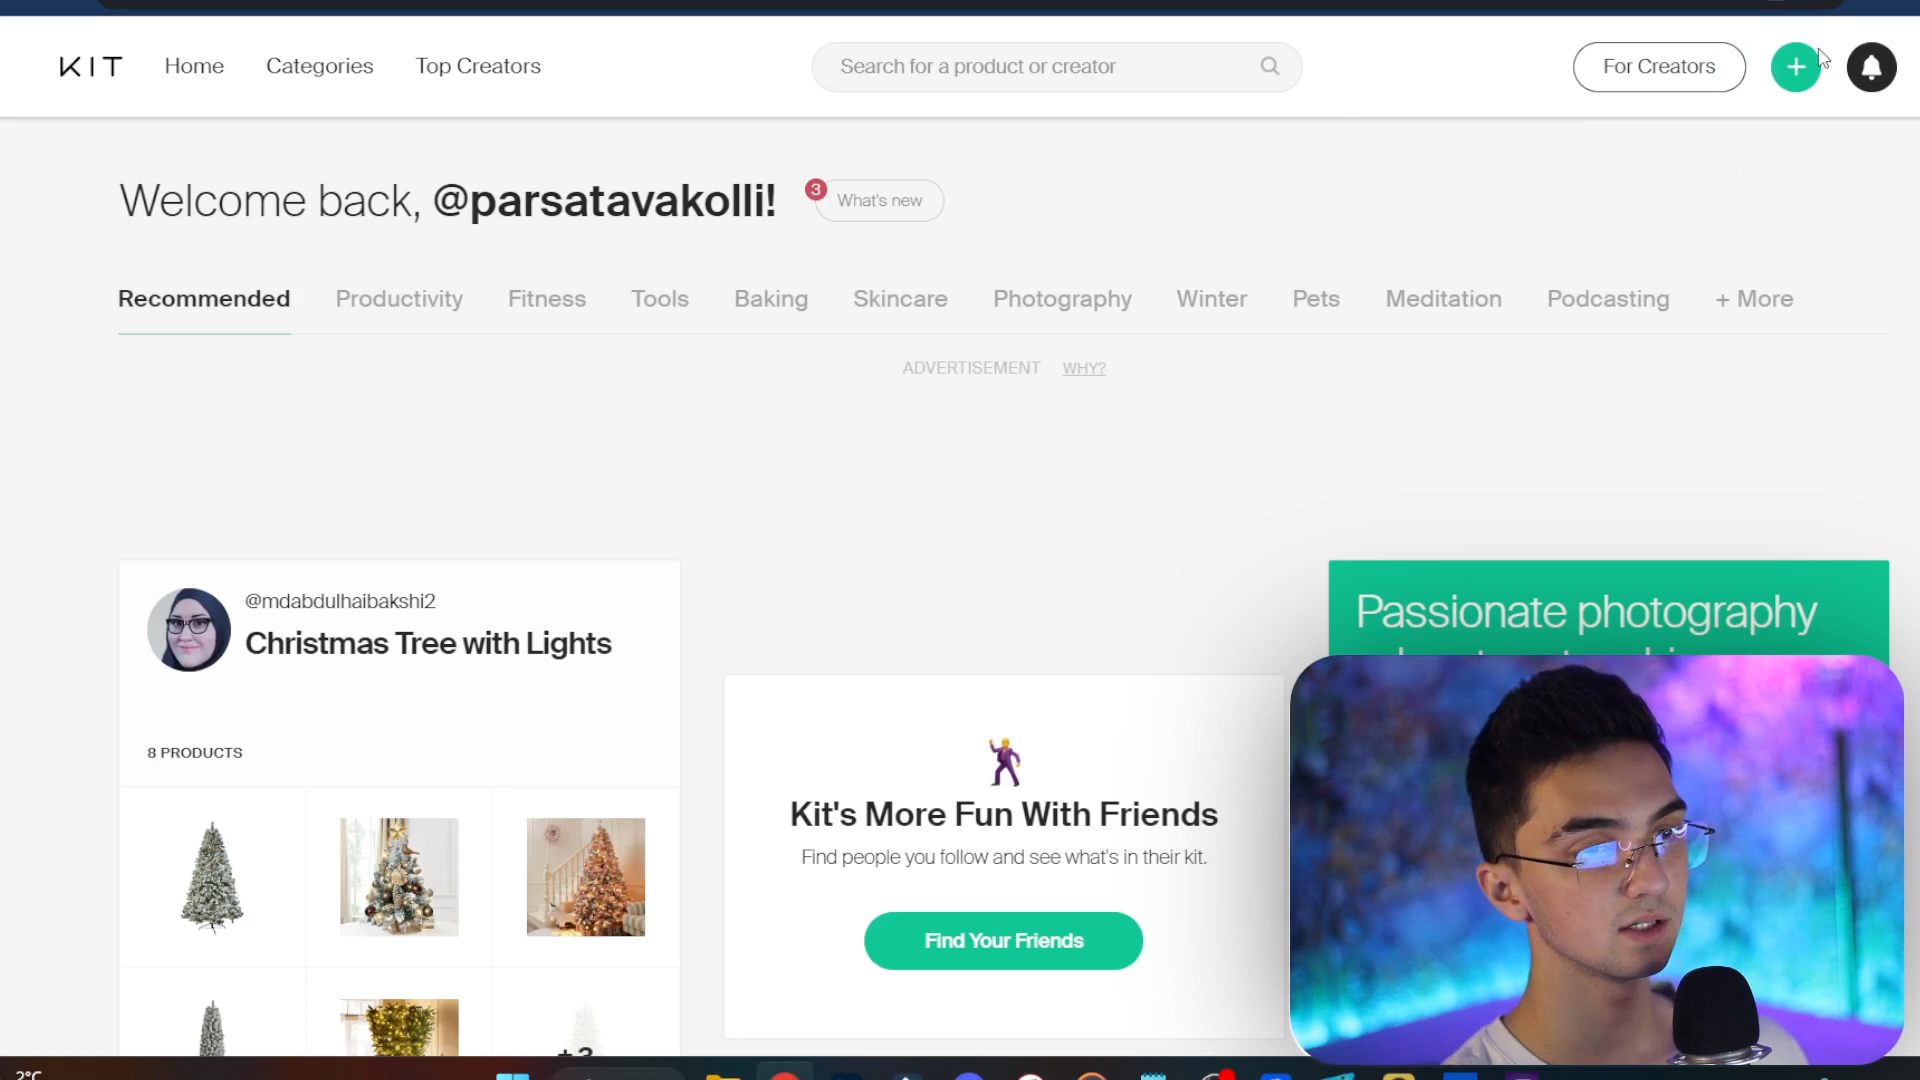 KIT Home Categories Top Creators Search for a product or creator For Creators
Welcome back, @parsatavakolli! 3 What's new
Recommended Productivity Fitness Tools Baking Skincare Photography Winter Pets Meditation Podcasting + More
ADVERTISEMENT WHY?
@mdabdulhaibakshi2
Christmas Tree with Lights
8 PRODUCTS
Kit's More Fun With Friends
Find people you follow and see what's in their kit.
Find Your Friends
Passionate photography
+ 3
2°C